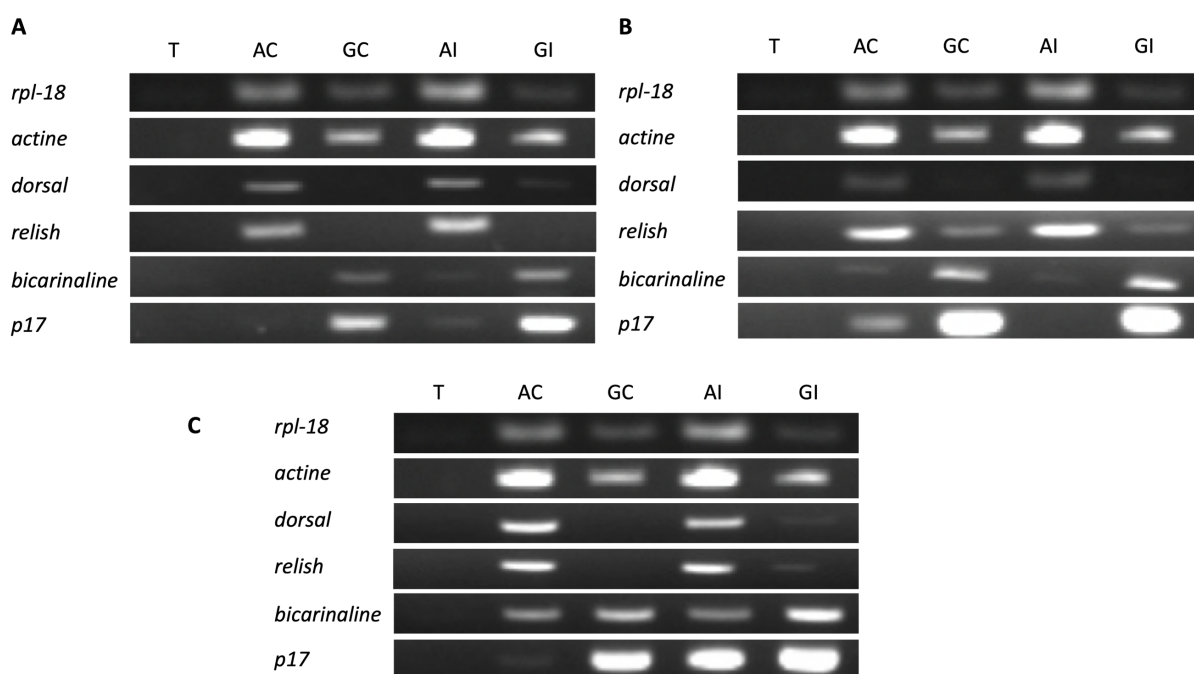 A
T AC GC AI GI
rpl-18
actine
dorsal
relish
bicarinaline
p17
B
T AC GC AI GI
rpl-18
actine
dorsal
relish
bicarinaline
p17
T AC GC AI GI
C
rpl-18
actine
dorsal
relish
bicarinaline
p17